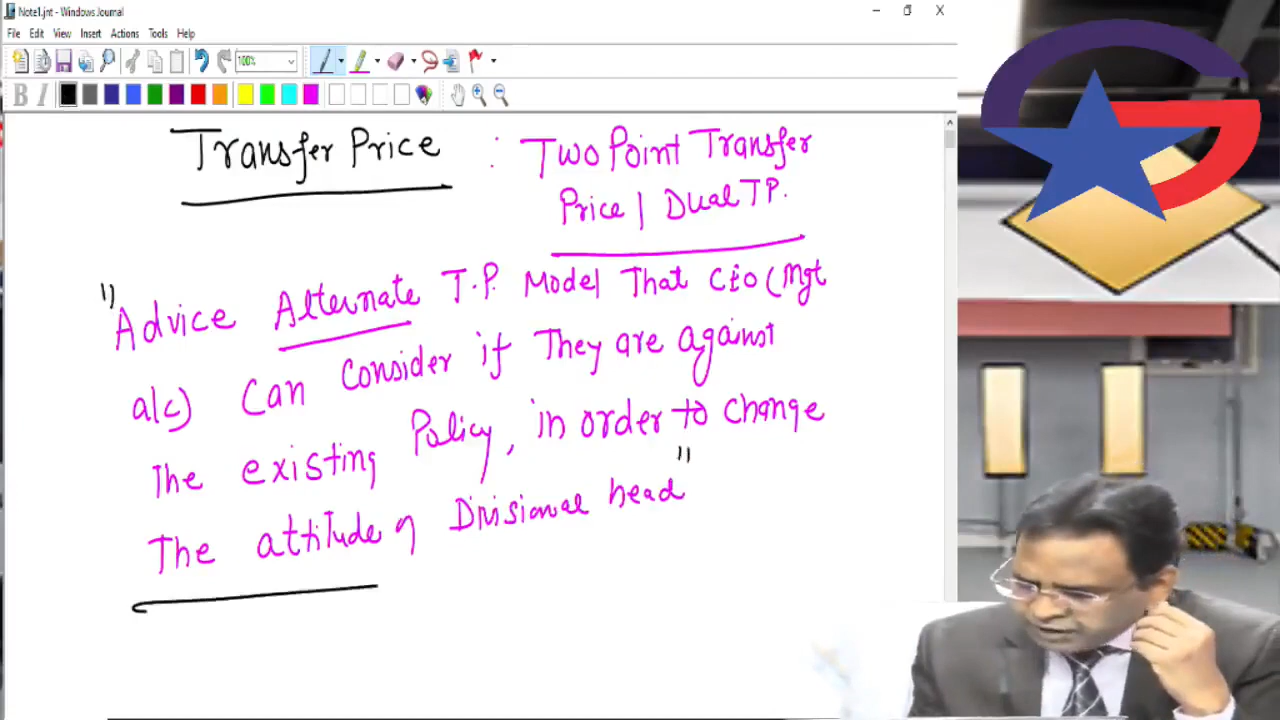 Note1.jnt - Windows Journal
File Edit View Insert Actions Tools Help
100%
B I
Transfer Price : Two Point Transfer
Price | Dual TP.
" Advice Alternate T.P. Model That (Mgt
a/c) Can Consider if They are against
The existing Policy, in order to change
The attitude of Divisional head "